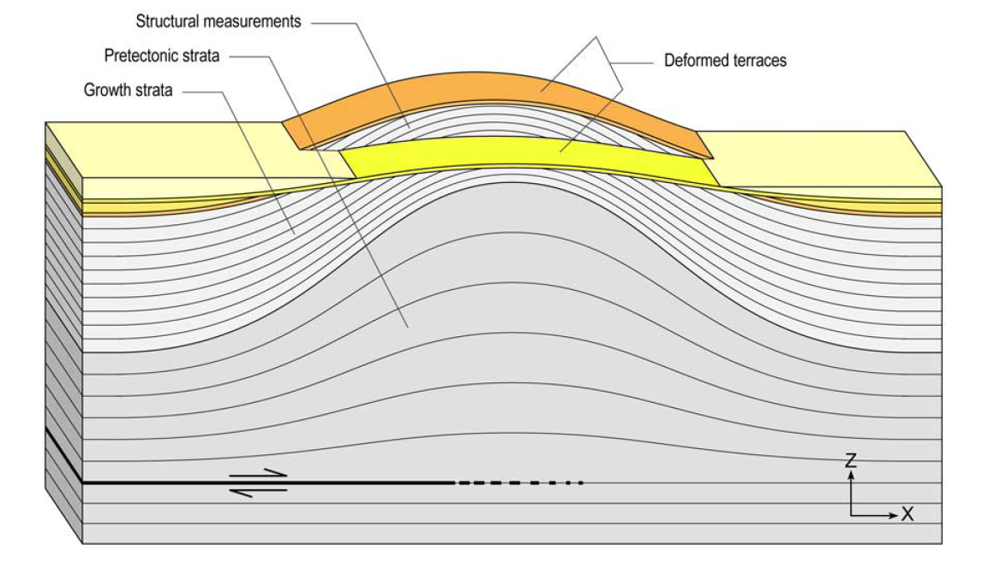 Structural measurements
Pretectonic strata
Deformed terraces
Growth strata
Z
X